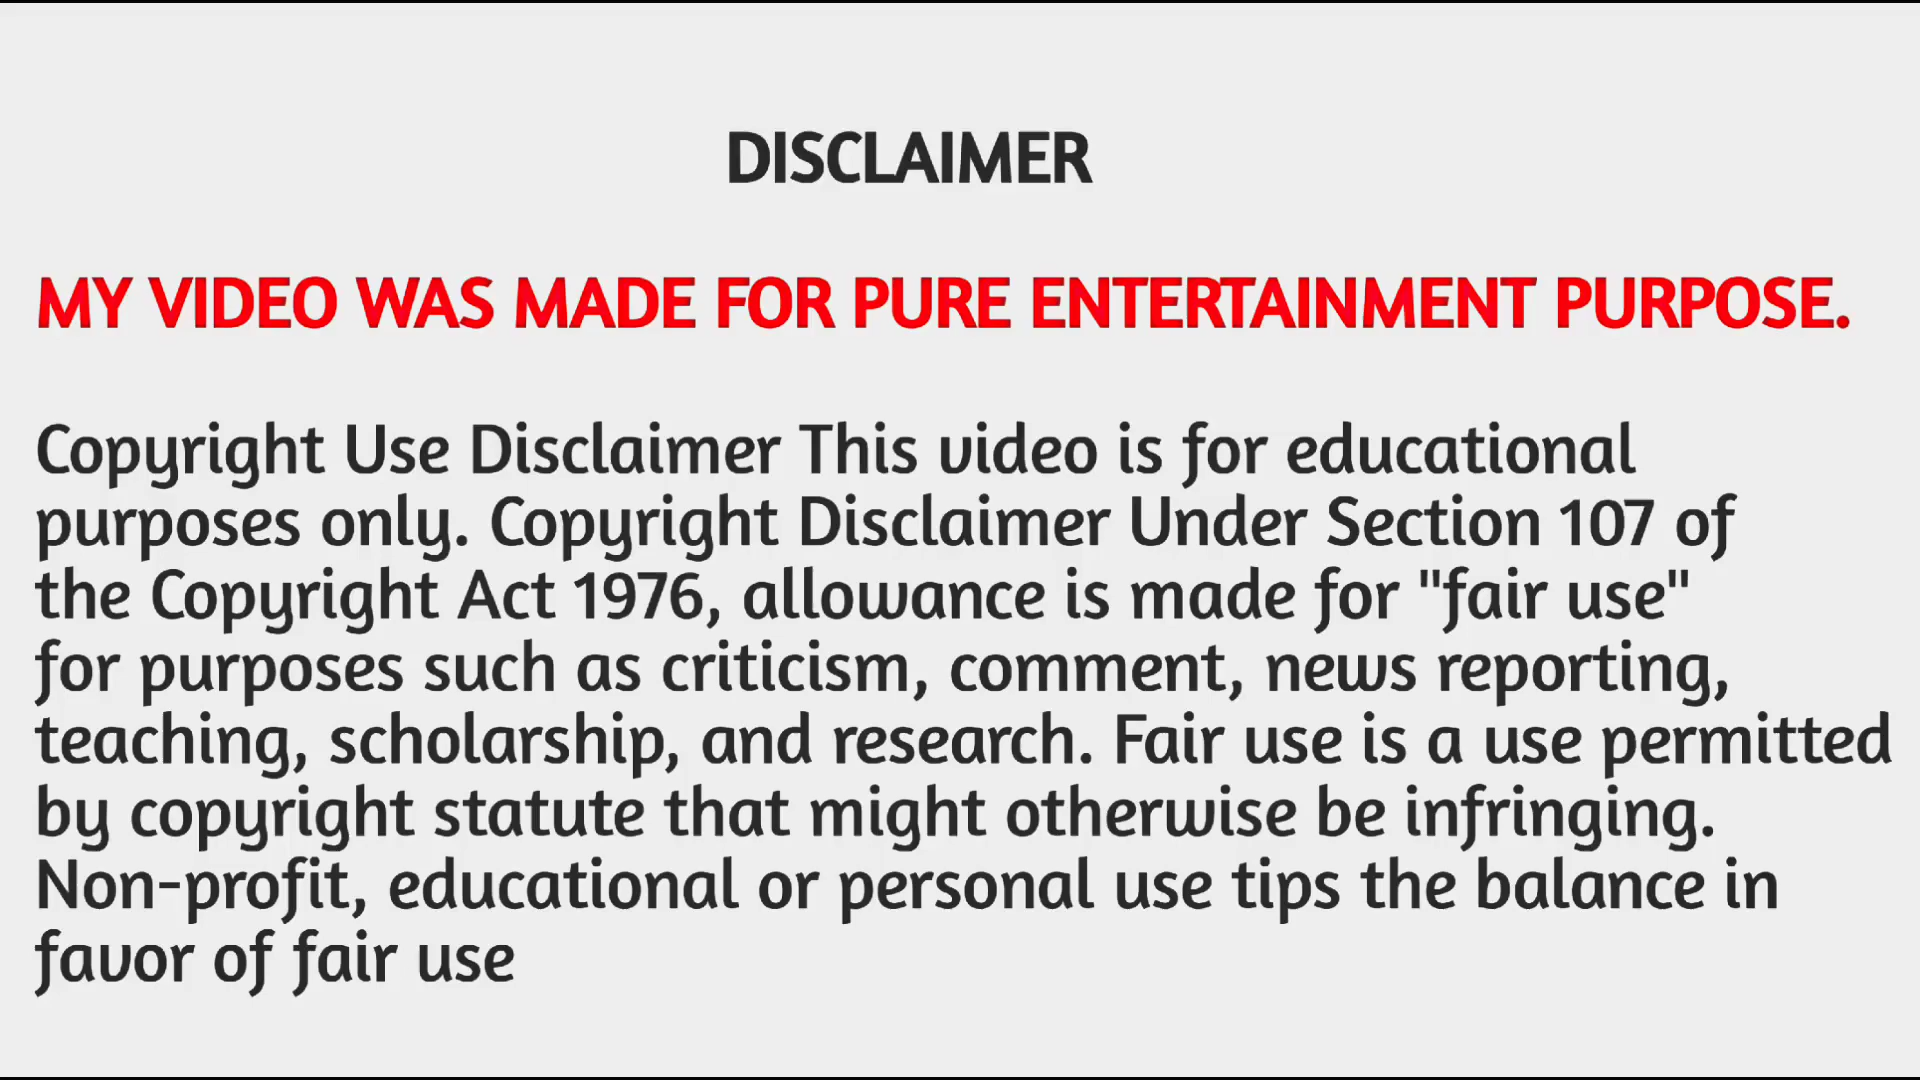 DISCLAIMER
MY VIDEO WAS MADE FOR PURE ENTERTAINMENT PURPOSE.
Copyright Use Disclaimer This video is for educational
purposes only. Copyright Disclaimer Under Section 107 of
the Copyright Act 1976, allowance is made for "fair use"
for purposes such as criticism, comment, news reporting,
teaching, scholarship, and research. Fair use is a use permitted
by copyright statute that might otherwise be infringing.
Non-profit, educational or personal use tips the balance in
favor of fair use